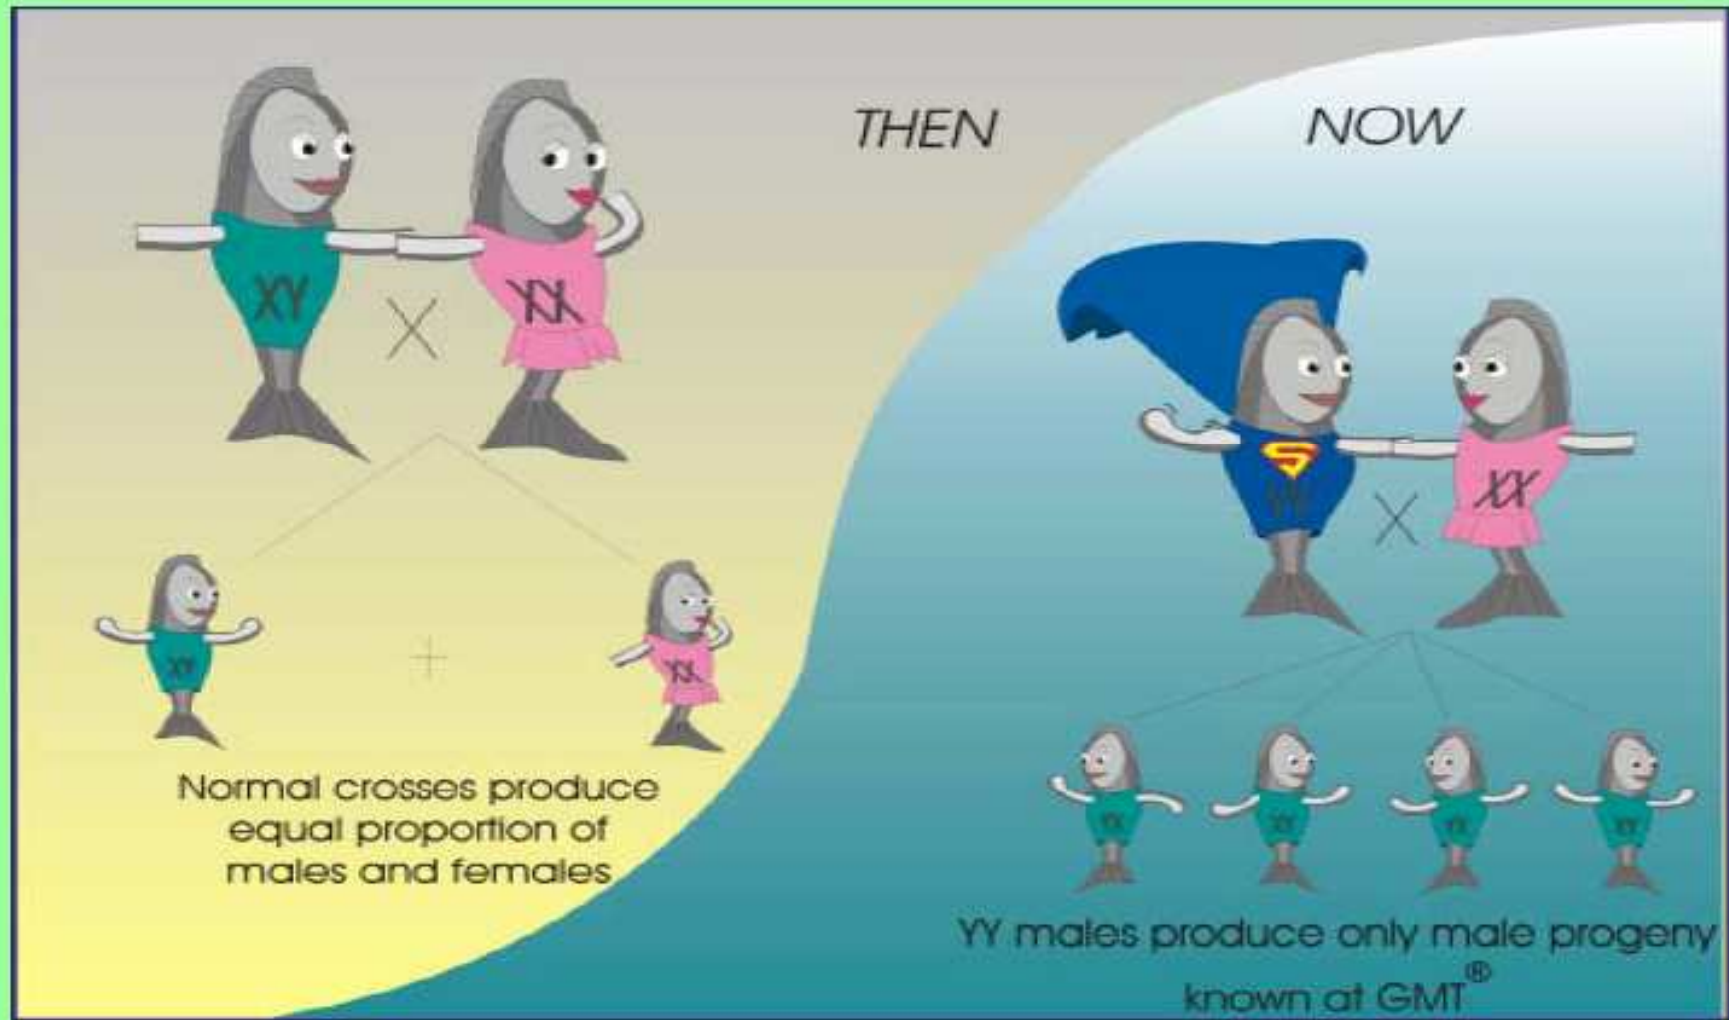 THEN
NOW
XY
X
XX
S
X
XX
XY
+
XX
Normal crosses produce
equal proportion of
males and females
YY males produce only male progeny
known at GMT®